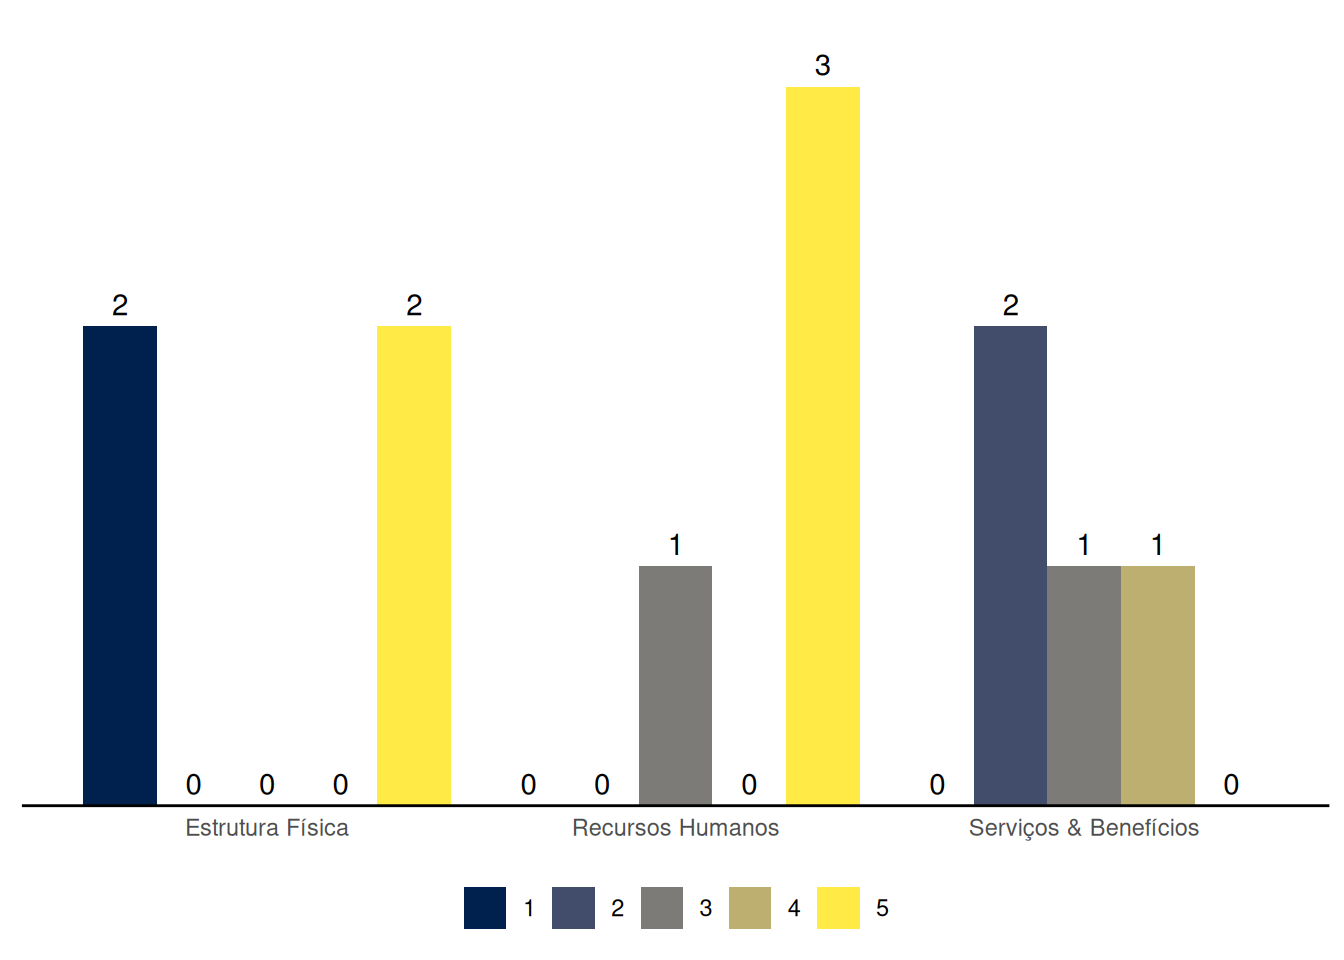 3
2 2 2
1 1 1
0 0 0 0 0 0 0 0
Estrutura Física Recursos Humanos Serviços & Benefícios
1 2 3 4 5